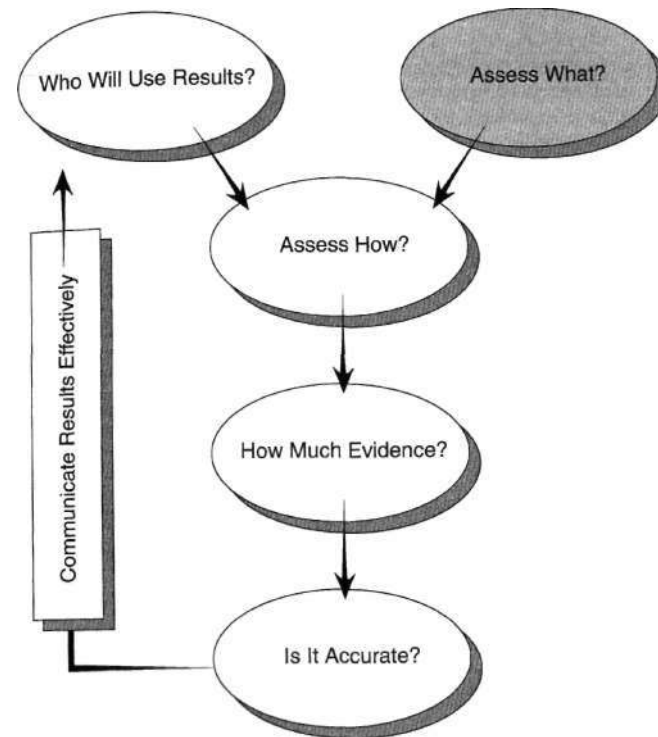 Who Will Use Results?
Assess What?
Assess How?
Communicate Results Effectively
How Much Evidence?
Is It Accurate?